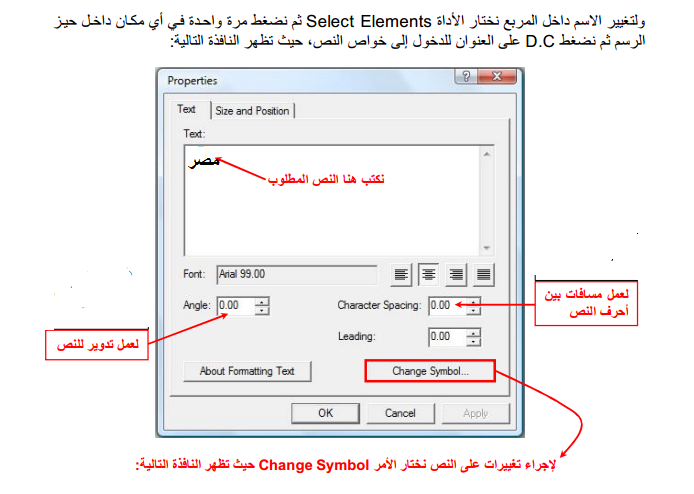 ولتغيير الاسم داخل المربع نختار الأداة Select Elements ثم نضغط مرة واحدة في أي مكان داخل حيز
الرسم ثم نضغط D.C على العنوان للدخول إلى خواص النص، حيث تظهر النافذة التالية:
Properties
Text
Size and Position
Text:
مصر
نكتب هنا النص المطلوب
Font:
Arial 99.00
Angle:
0.00
Character Spacing:
0.00
لعمل مسافات بين
أحرف النص
Leading:
0.00
لعمل تدوير للنص
About Formatting Text
Change Symbol...
OK
Cancel
Apply
لإجراء تغييرات على النص نختار الأمر Change Symbol حيث تظهر النافذة التالية: